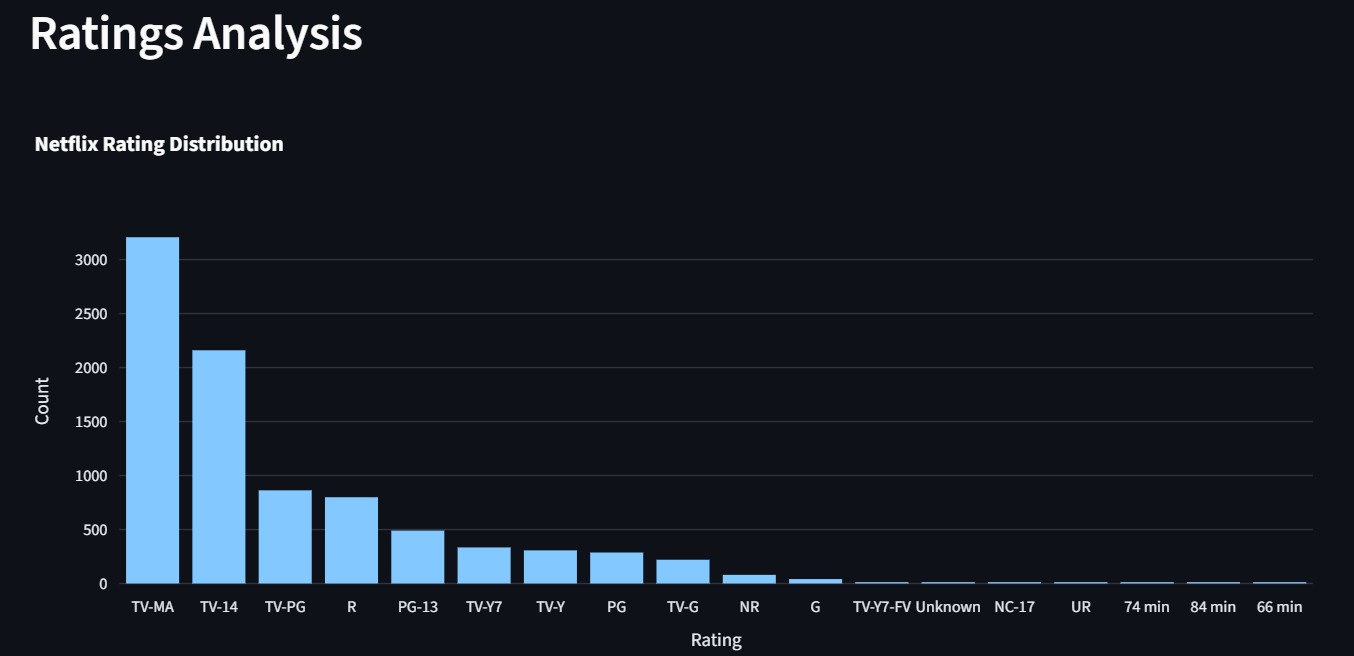 Ratings Analysis
Netflix Rating Distribution
3000
2500
2000
1500
1000
500
0
Count
TV-MA TV-14 TV-PG R PG-13 TV-Y7 TV-Y PG TV-G NR G TV-Y7-FV Unknown NC-17 UR 74 min 84 min 66 min
Rating